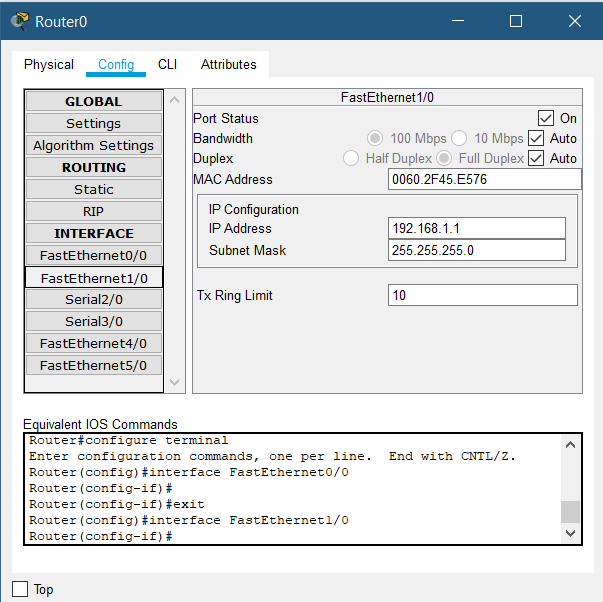 Router0
Physical Config CLI Attributes
GLOBAL
Settings
Algorithm Settings
ROUTING
Static
RIP
INTERFACE
FastEthernet0/0
FastEthernet1/0
Serial2/0
Serial3/0
FastEthernet4/0
FastEthernet5/0
FastEthernet1/0
Port Status On
Bandwidth 100 Mbps 10 Mbps Auto
Duplex Half Duplex Full Duplex Auto
MAC Address 0060.2F45.E576
IP Configuration
IP Address 192.168.1.1
Subnet Mask 255.255.255.0
Tx Ring Limit 10
Equivalent IOS Commands
Router#configure terminal
Enter configuration commands, one per line.  End with CNTL/Z.
Router(config)#interface FastEthernet0/0
Router(config-if)#
Router(config-if)#exit
Router(config)#interface FastEthernet1/0
Router(config-if)#
Top